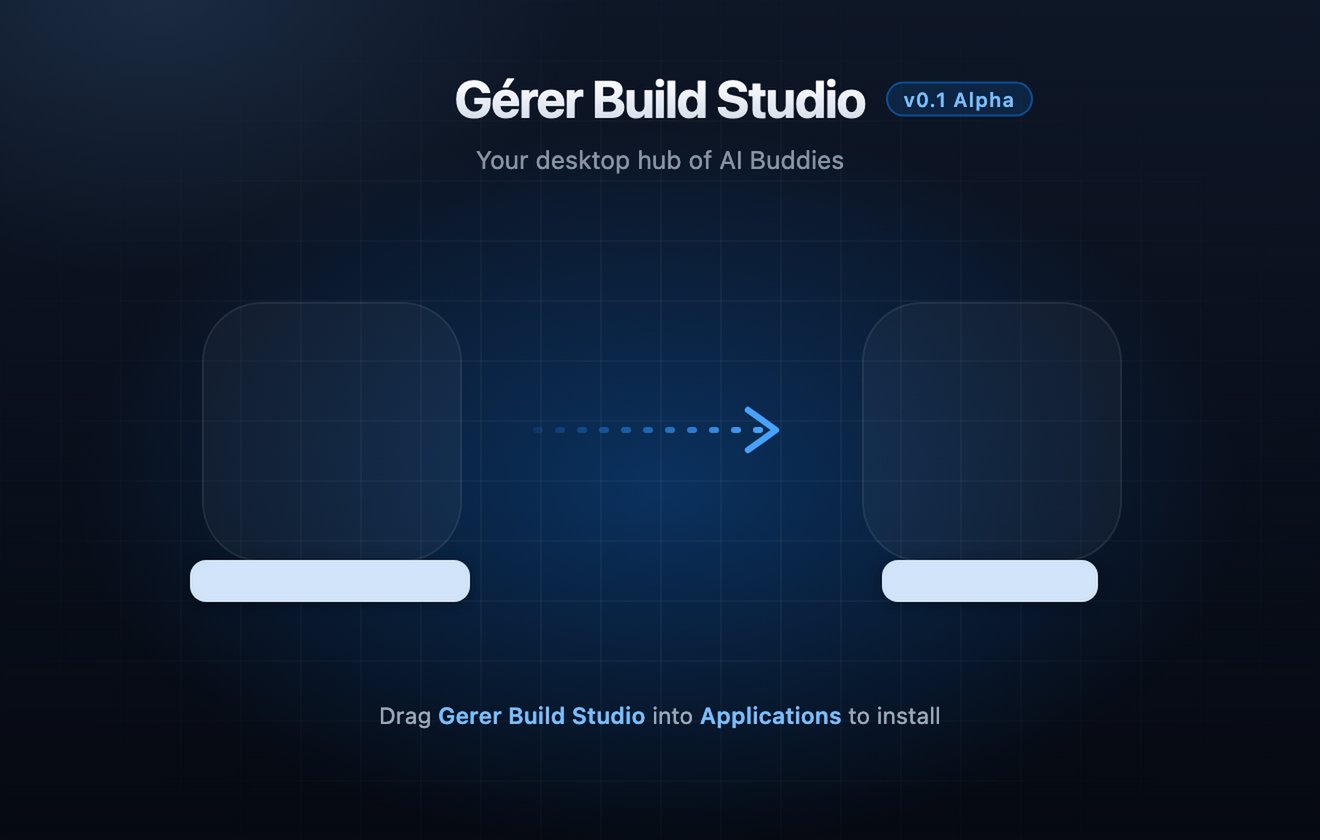 Gérer Build Studio v0.1 Alpha
Your desktop hub of AI Buddies
Drag Gerer Build Studio into Applications to install